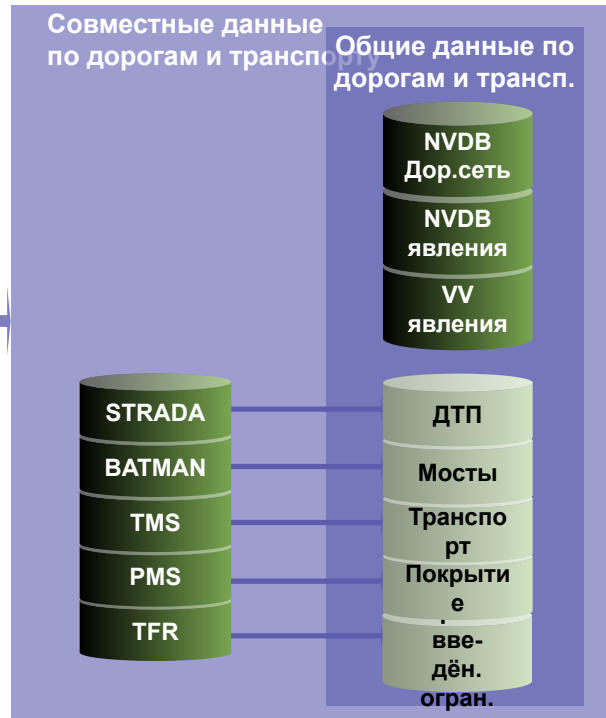 Совместные данные
по дорогам и транспорту
Общие данные по
дорогам и трансп.
NVDB
Дор.сеть
NVDB
явления
VV
явления
STRADA
BATMAN
TMS
PMS
TFR
ДТП
Мосты
Транспо
рт
Покрыти
е
вве-
дён.
огран.